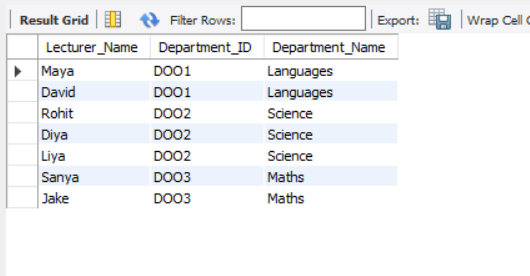 Result Grid Filter Rows: Export: Wrap Cell
Lecturer_Name Department_ID Department_Name
Maya DOO1 Languages
David DOO1 Languages
Rohit DOO2 Science
Diya DOO2 Science
Liya DOO2 Science
Sanya DOO3 Maths
Jake DOO3 Maths